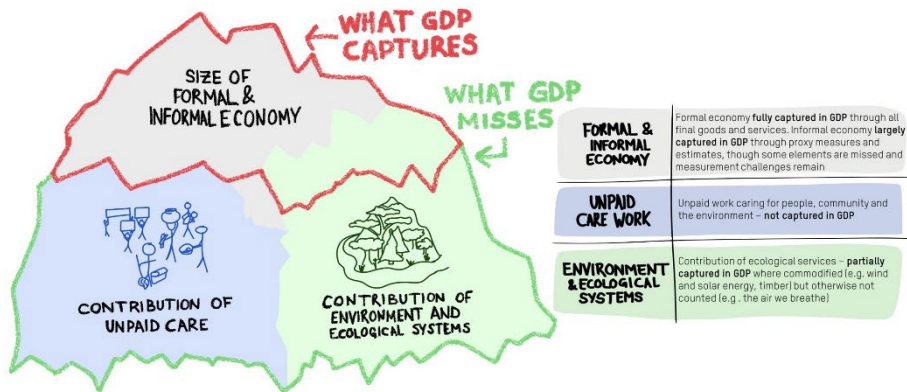 WHAT GDP
CAPTURES
SIZE OF
FORMAL &
INFORMAL ECONOMY
WHAT GDP
MISSES
CONTRIBUTION OF
UNPAID CARE
CONTRIBUTION OF
ENVIRONMENT AND
ECOLOGICAL SYSTEMS
FORMAL &
INFORMAL
ECONOMY
Formal economy fully captured in GDP through all
final goods and services. Informal economy largely
captured in GDP through proxy measures and
estimates, though some elements are missed and
measurement challenges remain
UNPAID
CARE WORK
Unpaid work caring for people, community and
the environment – not captured in GDP
ENVIRONMENT
& ECOLOGICAL
SYSTEMS
Contribution of ecological services – partially
captured in GDP where commodified (e.g. wind
and solar energy, timber) but otherwise not
counted (e.g. the air we breathe)